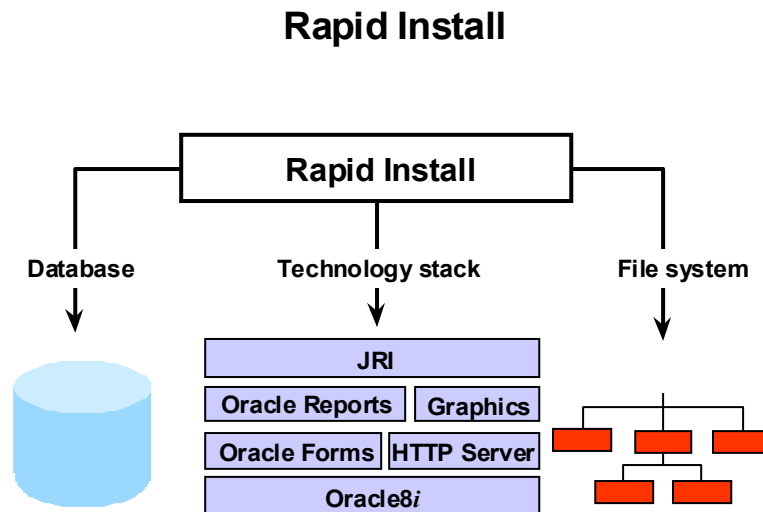 Rapid Install
Rapid Install
Database
Technology stack
File system
JRI
Oracle Reports
Graphics
Oracle Forms
HTTP Server
Oracle8i